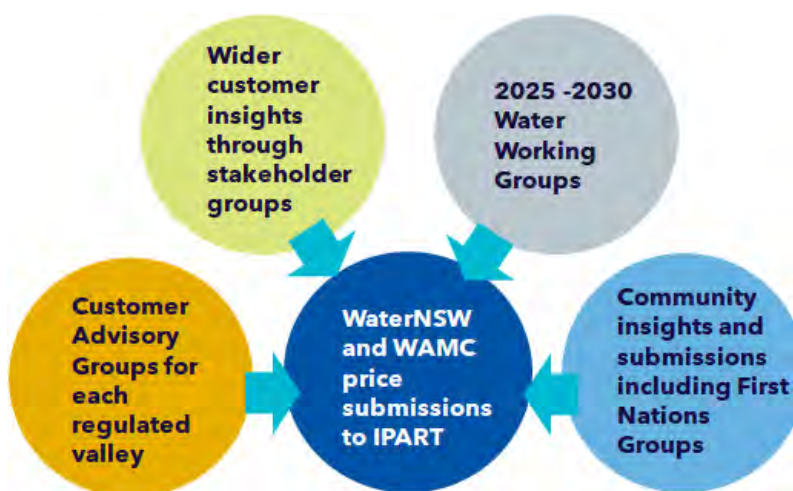 Wider
customer
insights
through
stakeholder
groups
2025 -2030
Water
Working
Groups
Customer
Advisory
Groups for
each
regulated
valley
WaterNSW
and WAMC
price
submissions
to IPART
Community
insights and
submissions
including First
Nations
Groups